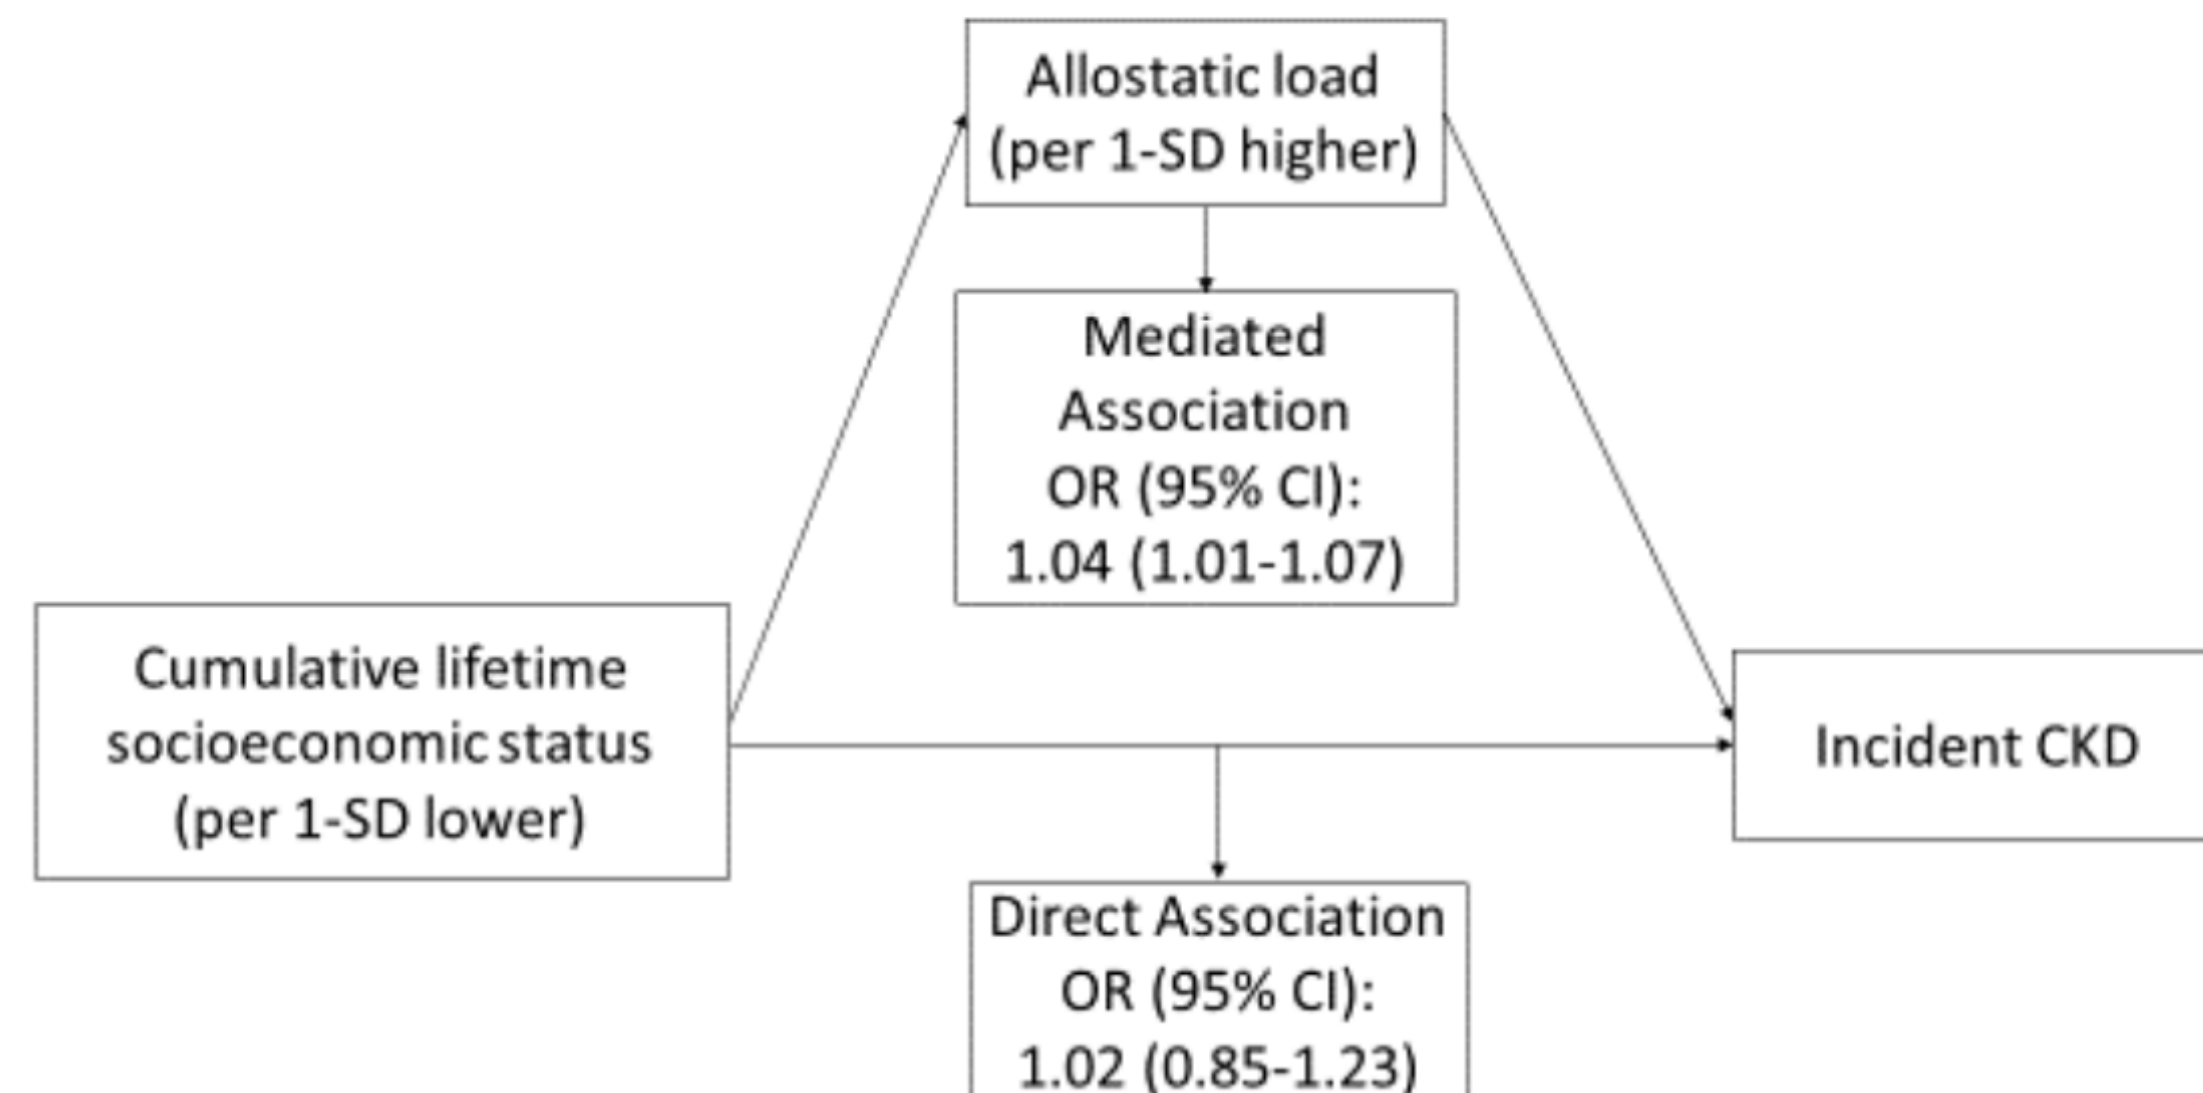 Allostatic load
(per 1-SD higher)
Mediated
Association
OR (95% CI):
1.04 (1.01-1.07)
Cumulative lifetime
socioeconomic status
(per 1-SD lower)
Incident CKD
Direct Association
OR (95% CI):
1.02 (0.85-1.23)